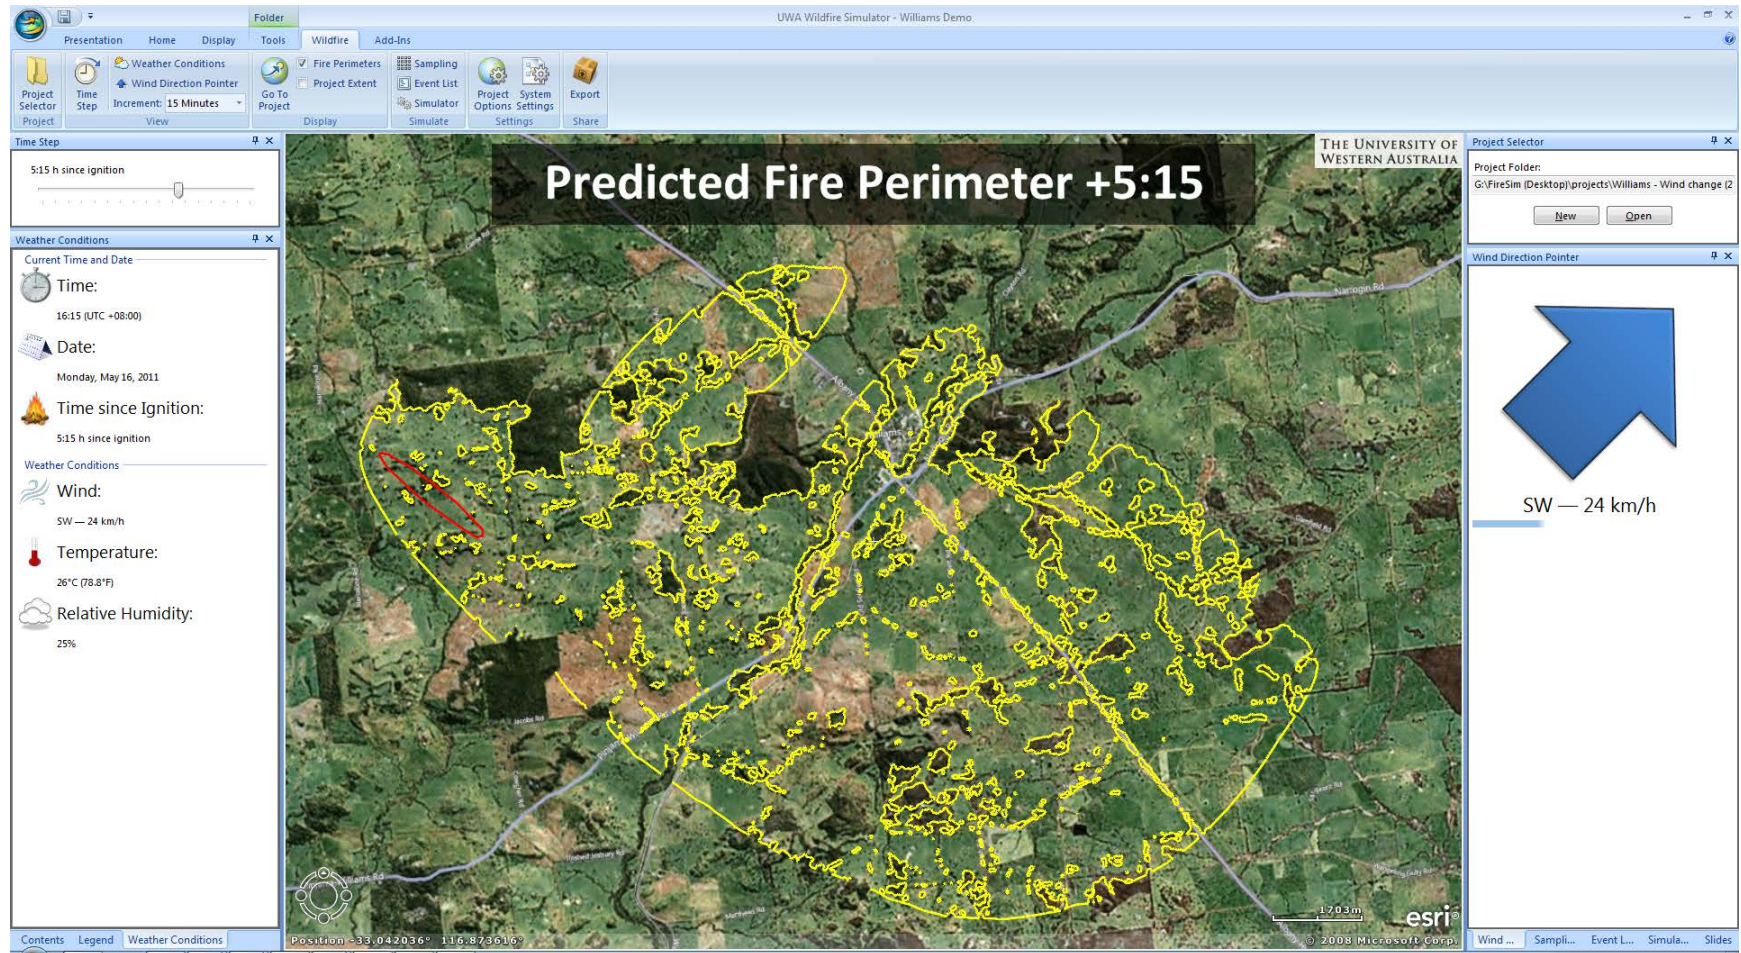 Folder
UWA Wildfire Simulator - Williams Demo
Presentation Home Display Tools Wildfire Add-Ins
Project Selector
Time Step
Weather Conditions
Wind Direction Pointer
Increment: 15 Minutes
Go To Project
Fire Perimeters
Project Extent
Sampling
Event List
Simulator
Project Options
System Settings
Export
Project View Display Simulate Settings Share
Time Step
5:15 h since ignition
Weather Conditions
Current Time and Date
Time:
16:15 (UTC +08:00)
Date:
Monday, May 16, 2011
Time since Ignition:
5:15 h since ignition
Weather Conditions
Wind:
SW — 24 km/h
Temperature:
26°C (78.8°F)
Relative Humidity:
25%
Contents Legend Weather Conditions
Predicted Fire Perimeter +5:15
THE UNIVERSITY OF
WESTERN AUSTRALIA
Narrogin Rd
1703m
esri
Position -33.042036° 116.873616°
© 2008 Microsoft Corp.
Project Selector
Project Folder:
G:\FireSim (Desktop)\projects\Williams - Wind change (2
New Open
Wind Direction Pointer
SW — 24 km/h
Wind ... Sampli... Event L... Simula... Slides